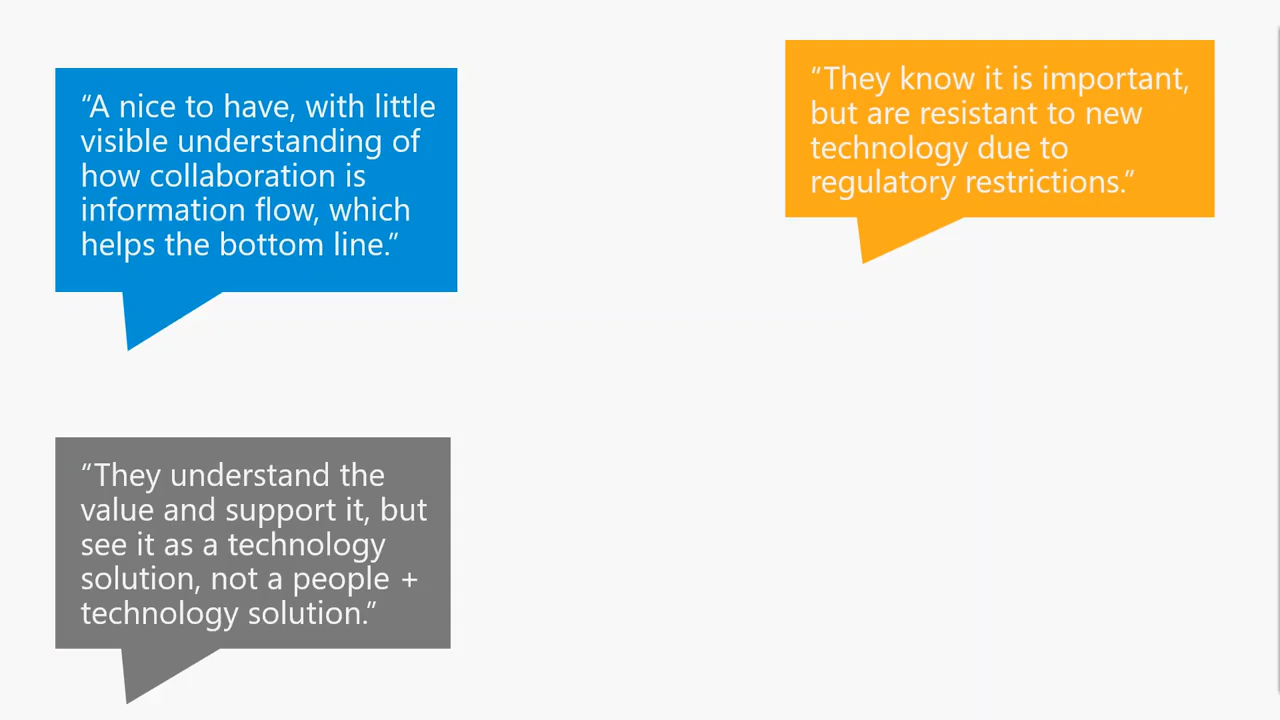 “A nice to have, with little
visible understanding of
how collaboration is
information flow, which
helps the bottom line.”
“They know it is important,
but are resistant to new
technology due to
regulatory restrictions.“
“They understand the
value and support it, but
see it as a technology
solution, not a people +
technology solution.”